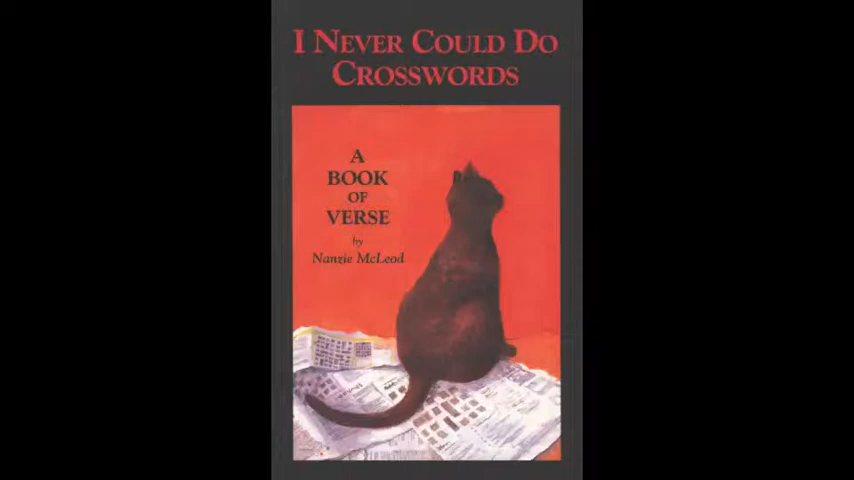 I NEVER COULD DO
CROSSWORDS
A
BOOK
OF
VERSE
by
Nanzie McLeod